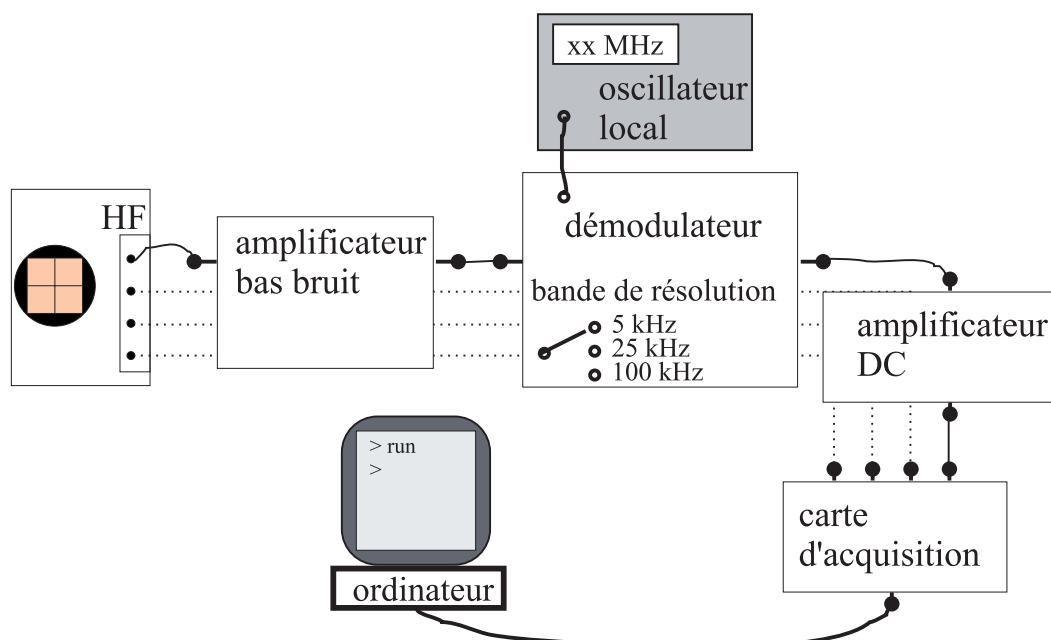 xx MHz
oscillateur
local
HF
amplificateur
bas bruit
démodulateur
bande de résolution
5 kHz
25 kHz
100 kHz
amplificateur
DC
> run
>
ordinateur
carte
d'acquisition